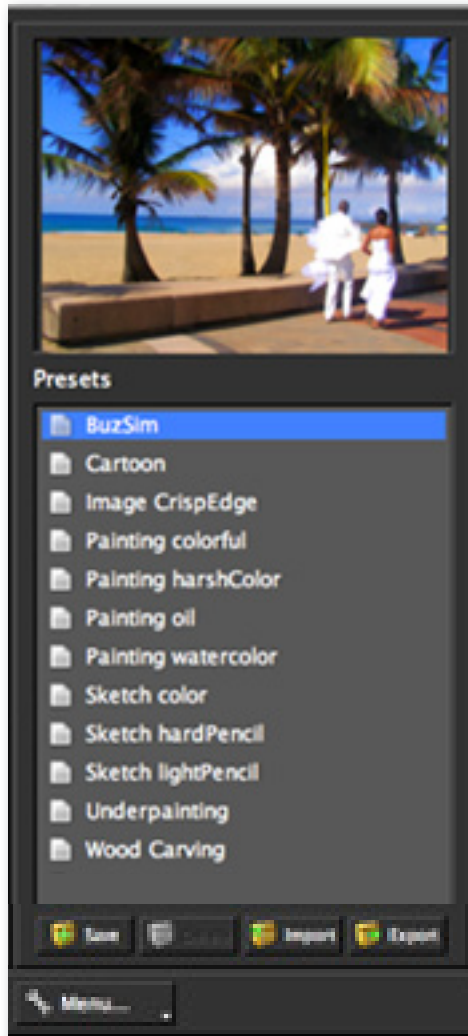 Presets
BuzSim
Cartoon
Image CrispEdge
Painting colorful
Painting harshColor
Painting oil
Painting watercolor
Sketch color
Sketch hardPencil
Sketch lightPencil
Underpainting
Wood Carving
Save Import Export
Menu...